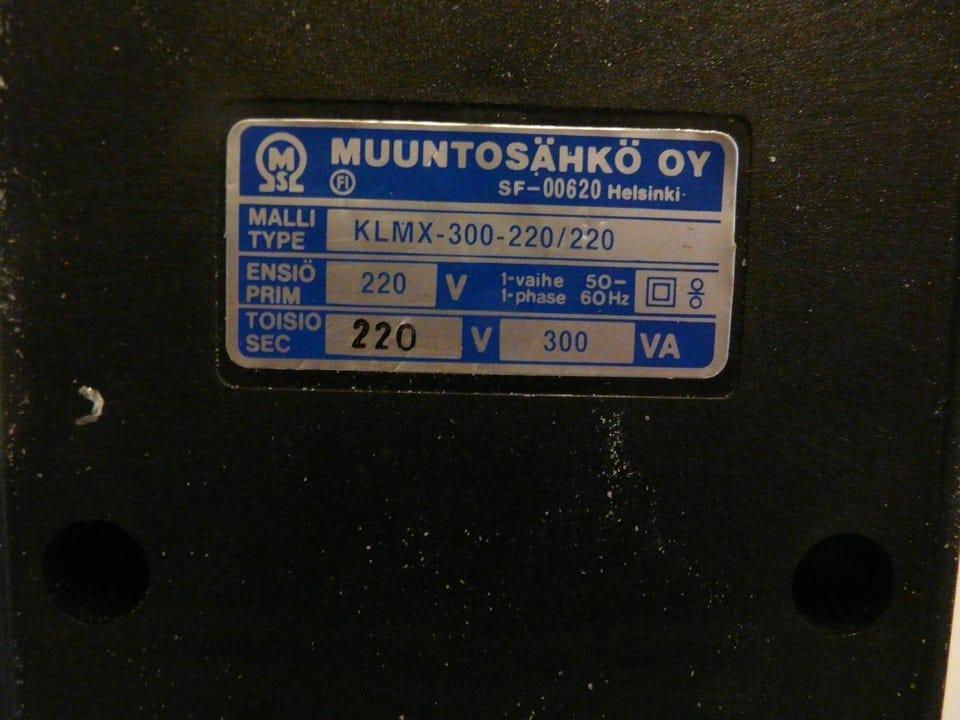 MS
MUUNTOSÄHKÖ OY
FI SF-00620 Helsinki
MALLI
TYPE
KLMX-300-220/220
ENSIÖ
PRIM
220 V
1-vaihe 50-
1-phase 60Hz
TOISIO
SEC
220 V 300 VA